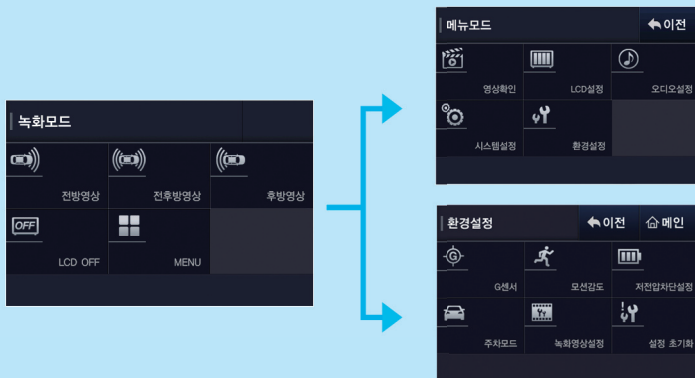 녹화모드
전방영상 전후방영상 후방영상
OFF
LCD OFF MENU
메뉴모드 이전
영상확인 LCD설정 오디오설정
시스템설정 환경설정
환경설정 이전 메인
G
G센서 모션감도 저전압차단설정
주차모드 녹화영상설정 설정 초기화